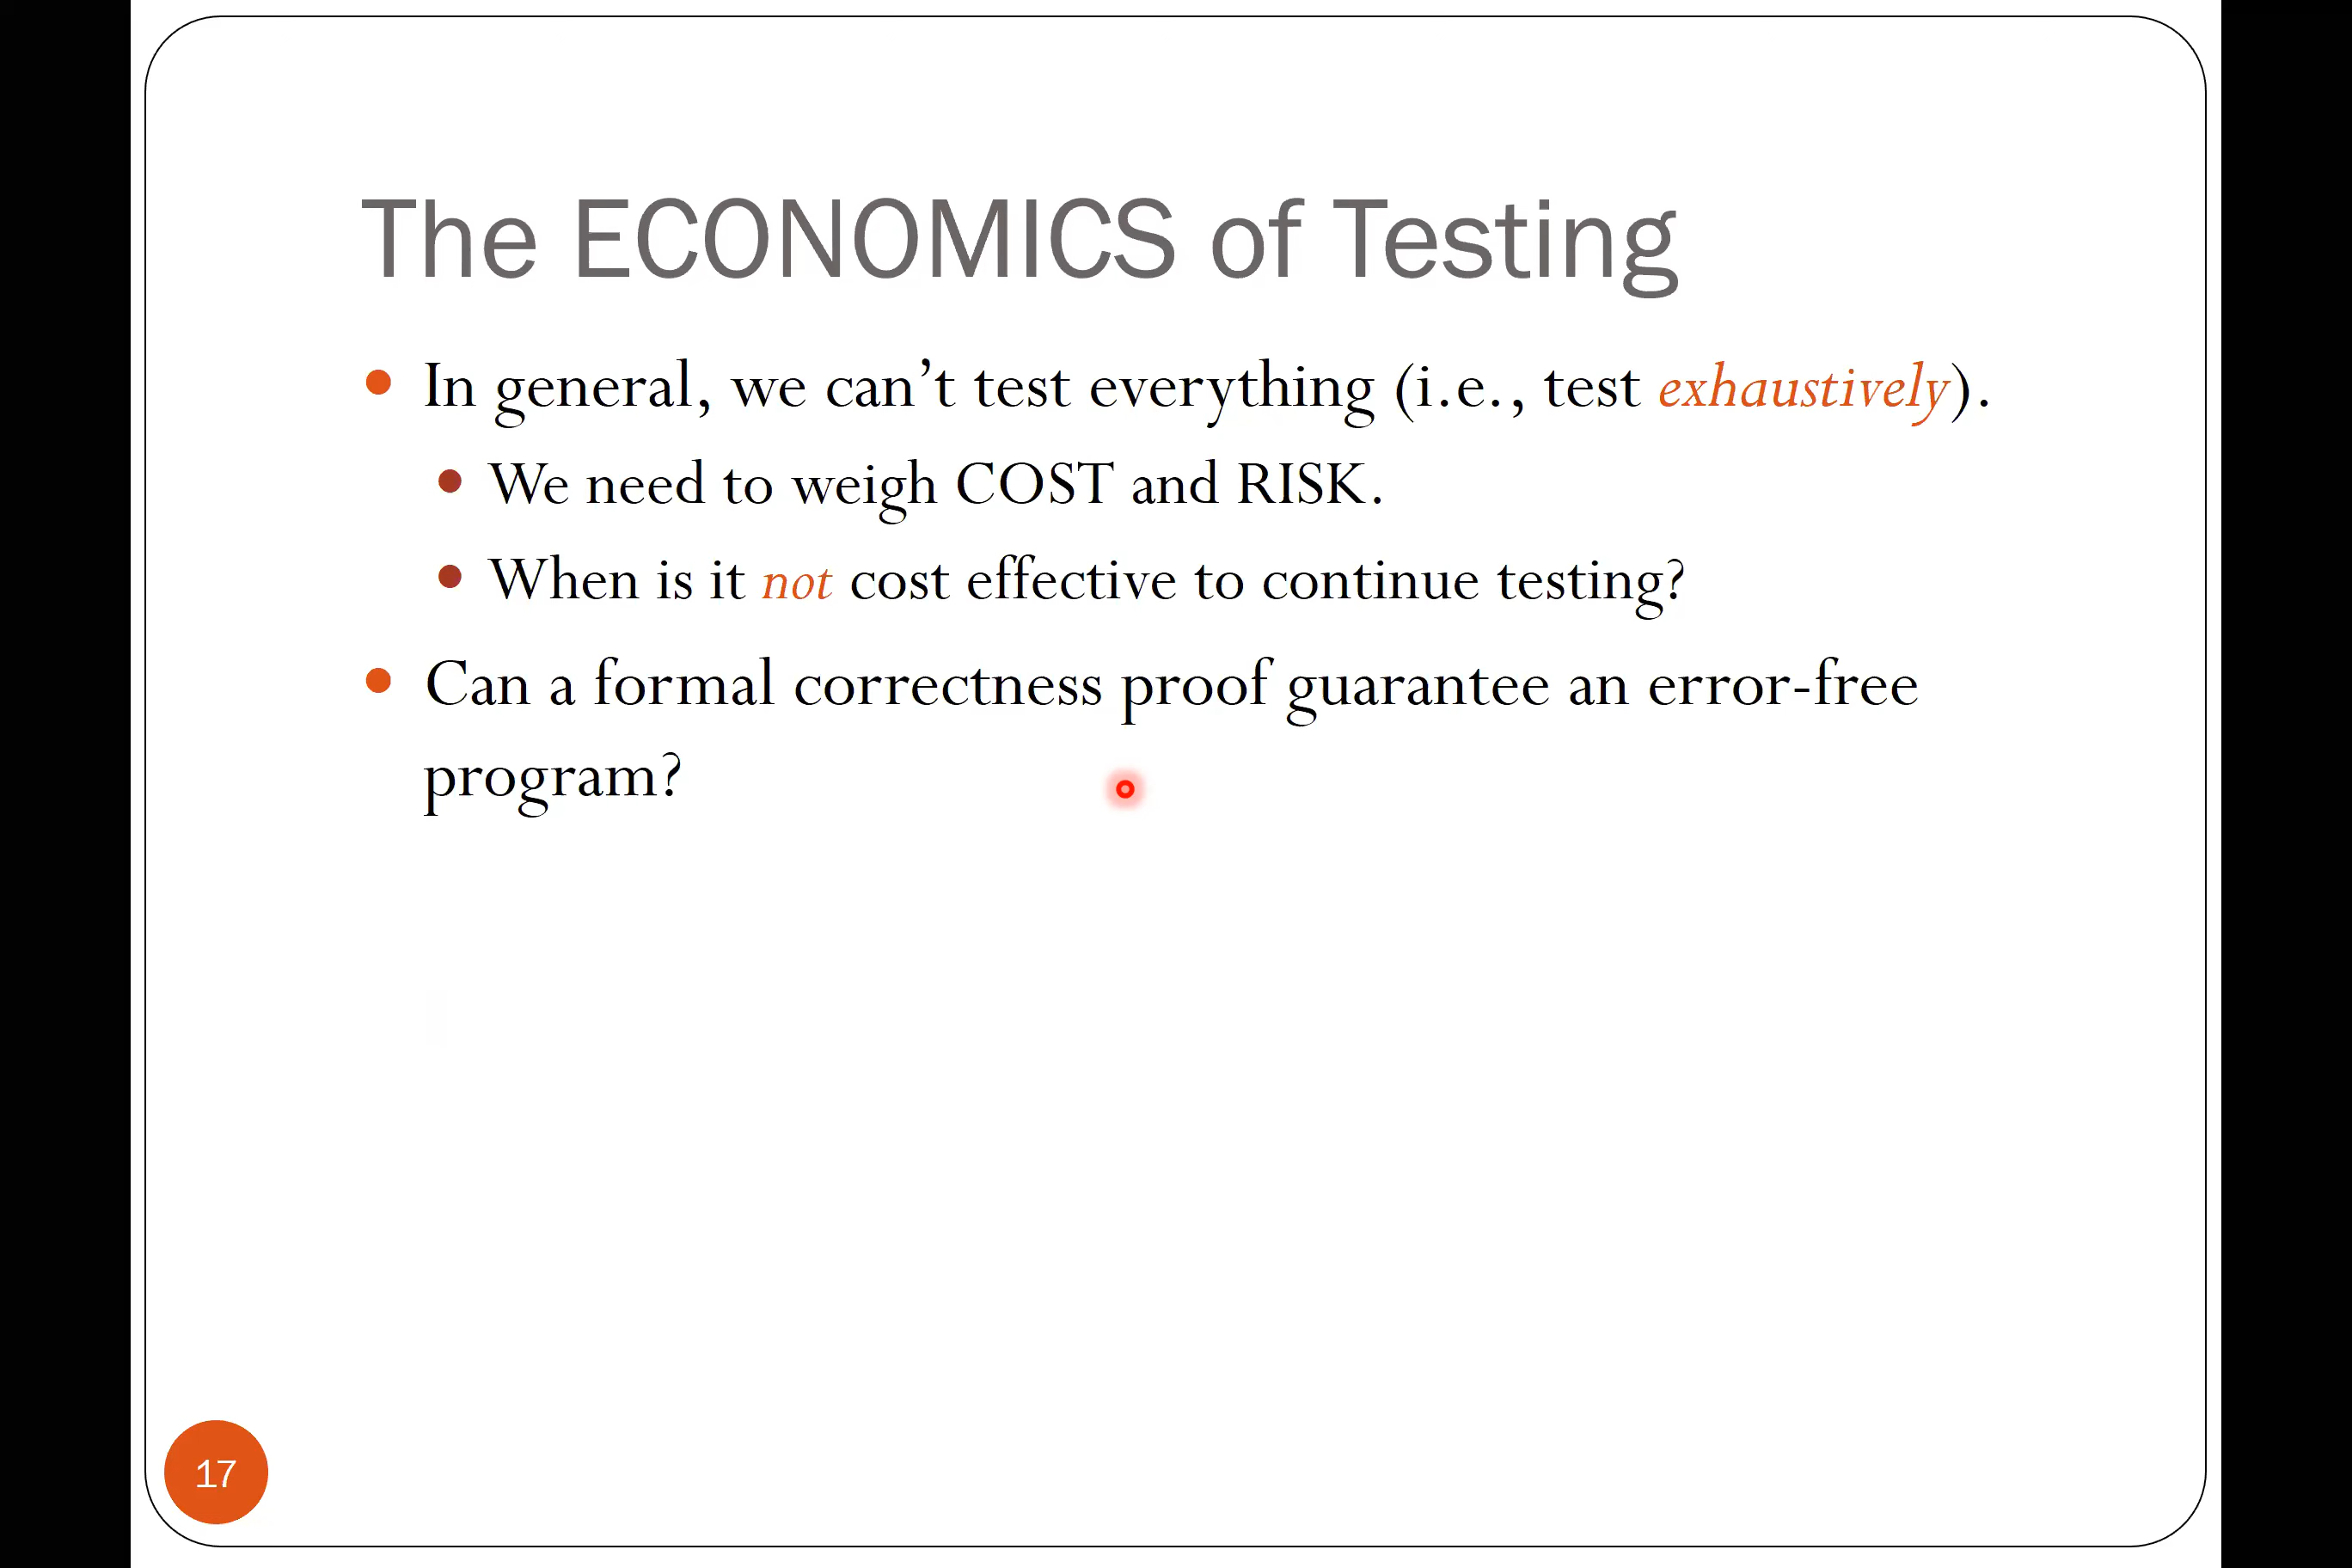 The ECONOMICS of Testing
In general, we can’t test everything (i.e., test exhaustively).
We need to weigh COST and RISK.
When is it not cost effective to continue testing?
Can a formal correctness proof guarantee an error-free
program?
17